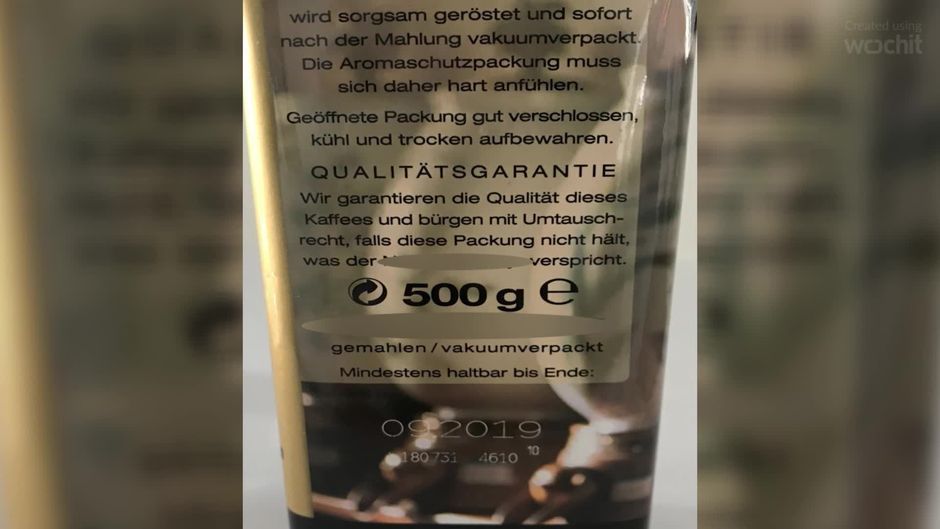 wird sorgsam geröstet und sofort
nach der Mahlung vakuumverpackt.
Die Aromaschutzpackung muss
sich daher hart anfühlen.
Geöffnete Packung gut verschlossen,
kühl und trocken aufbewahren.
QUALITÄTSGARANTIE
Wir garantieren die Qualität dieses
Kaffees und bürgen mit Umtausch-
recht, falls diese Packung nicht hält,
was der verspricht.
500 g e
gemahlen / vakuumverpackt
Mindestens haltbar bis Ende:
09.2019
180731 4610 10
Created using
wochit